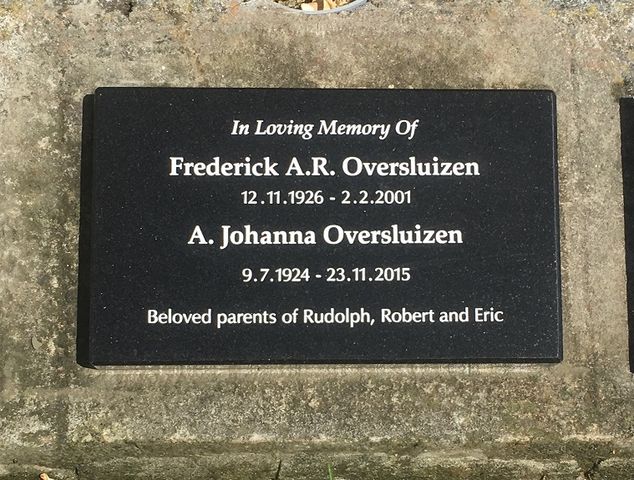 In Loving Memory Of
Frederick A.R. Oversluizen
12.11.1926 - 2.2.2001
A. Johanna Oversluizen
9.7.1924 - 23.11.2015
Beloved parents of Rudolph, Robert and Eric